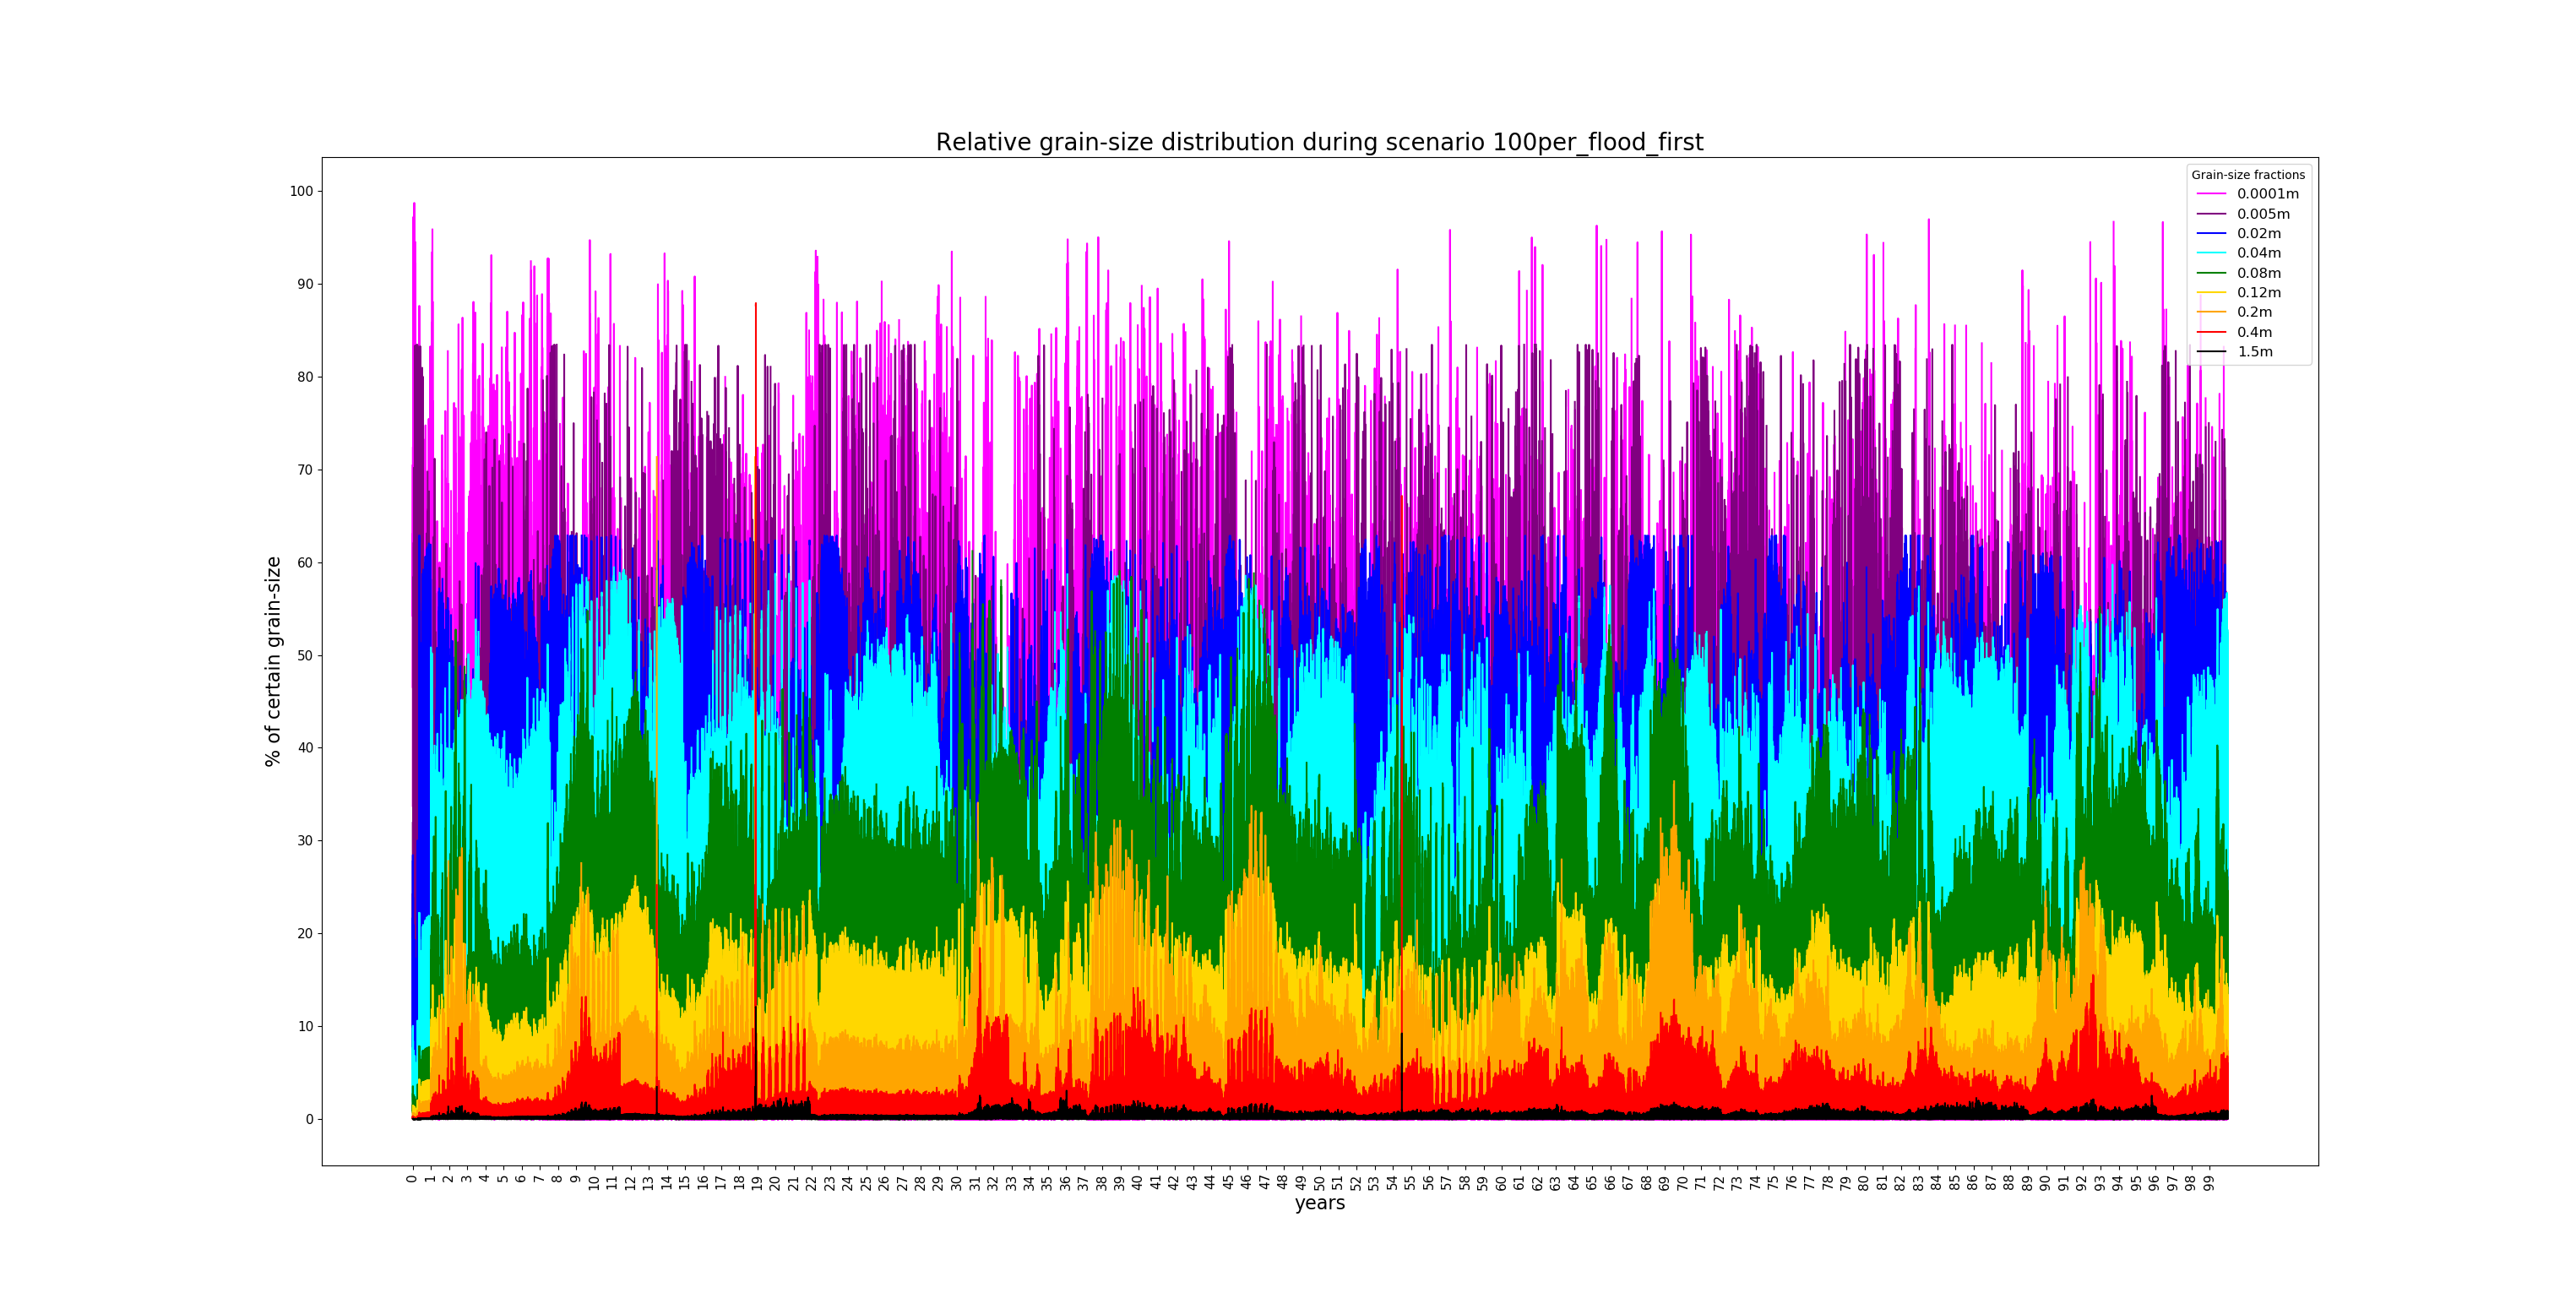 Relative grain-size distribution during scenario 100per_flood_first
% of certain grain-size
100
90
80
70
60
50
40
30
20
10
0
Grain-size fractions
0.0001m
0.005m
0.02m
0.04m
0.08m
0.12m
0.2m
0.4m
1.5m
0 1 2 3 4 5 6 7 8 9 10 11 12 13 14 15 16 17 18 19 20 21 22 23 24 25 26 27 28 29 30 31 32 33 34 35 36 37 38 39 40 41 42 43 44 45 46 47 48 49 50 51 52 53 54 55 56 57 58 59 60 61 62 63 64 65 66 67 68 69 70 71 72 73 74 75 76 77 78 79 80 81 82 83 84 85 86 87 88 89 90 91 92 93 94 95 96 97 98 99
years